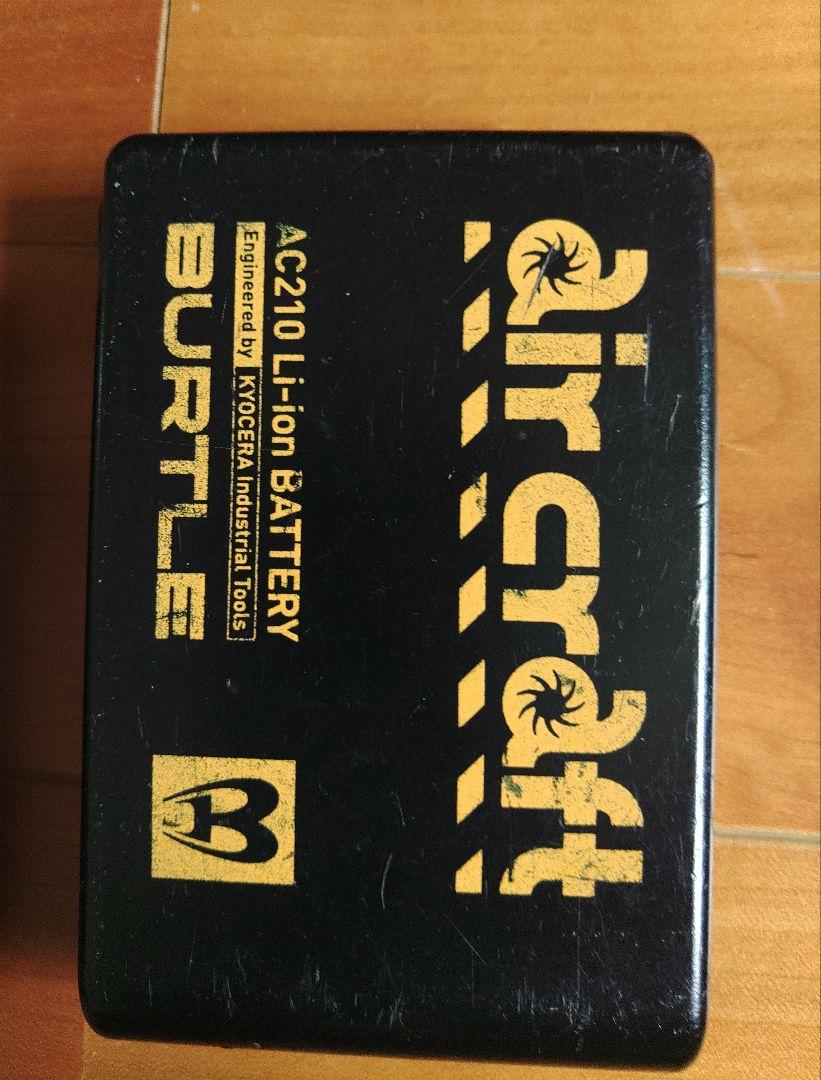 air craft
AC210 Li-ion BATTERY
Engineered by KYOCERA Industrial Tools
BURTLE
B